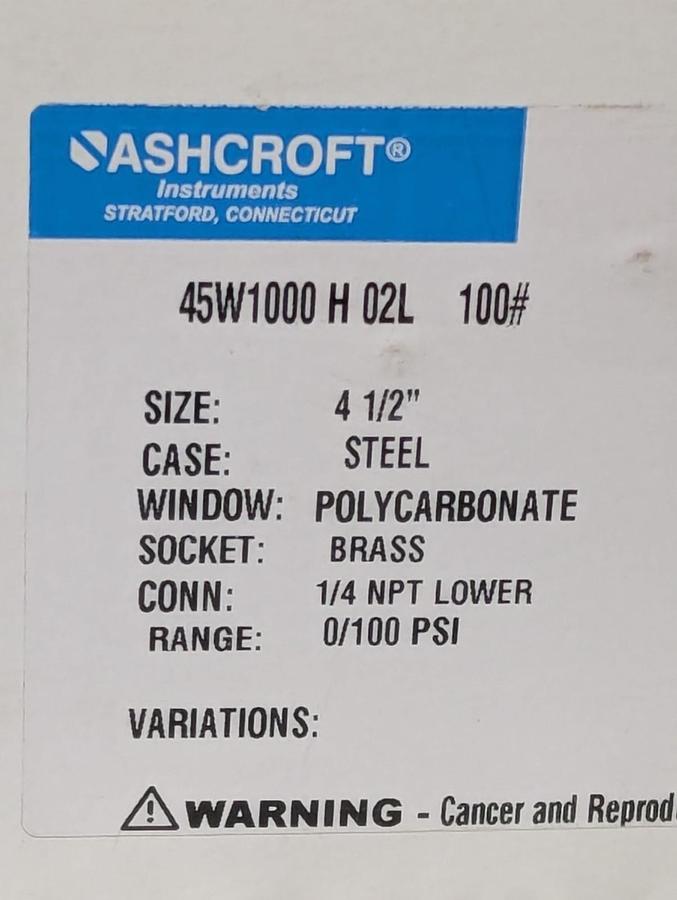 ASHCROFT®
Instruments
STRATFORD, CONNECTICUT
45W1000 H 02L 100#
SIZE: 4 1/2"
CASE: STEEL
WINDOW: POLYCARBONATE
SOCKET: BRASS
CONN: 1/4 NPT LOWER
RANGE: 0/100 PSI
VARIATIONS:
WARNING - Cancer and Reprod